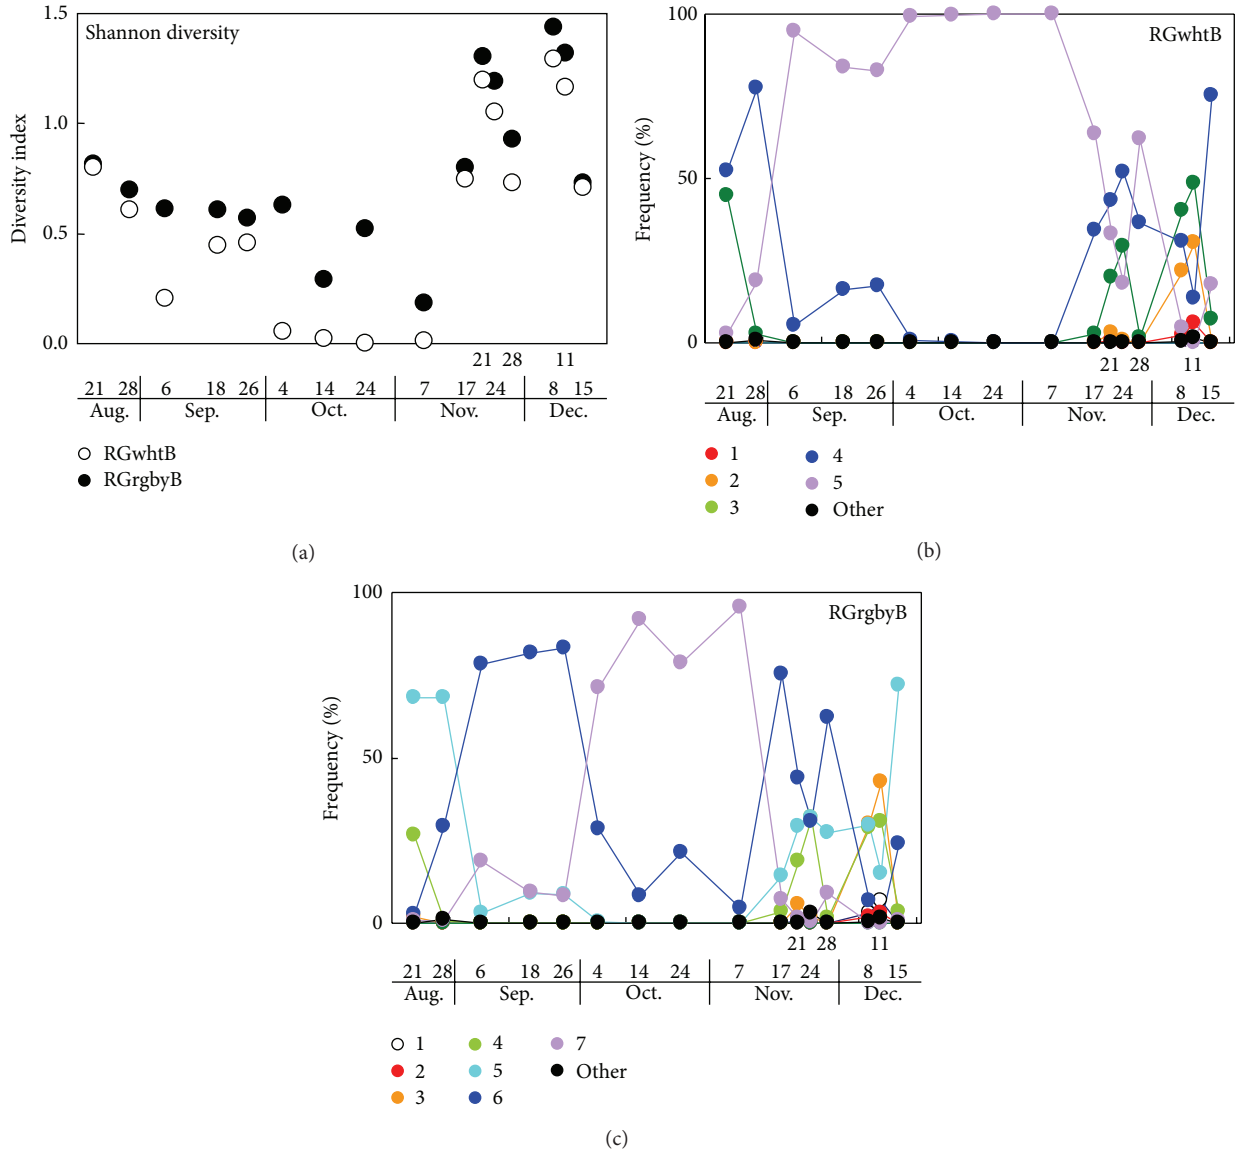 1.5
Shannon diversity
1.0
0.5
0.0
Diversity index
21 28 11
21 28 6 18 26 4 14 24 7 17 24 8 15
Aug. Sep. Oct. Nov. Dec.
RGwhtB
RGrgbyB
(a)
100
RGwhtB
50
0
Frequency (%)
21 28 11
21 28 6 18 26 4 14 24 7 17 24 8 15
Aug. Sep. Oct. Nov. Dec.
1 4
2 5
3 Other
(b)
100
RGrgbyB
50
0
Frequency (%)
21 28 11
21 28 6 18 26 4 14 24 7 17 24 8 15
Aug. Sep. Oct. Nov. Dec.
1 4 7
2 5 Other
3 6
(c)